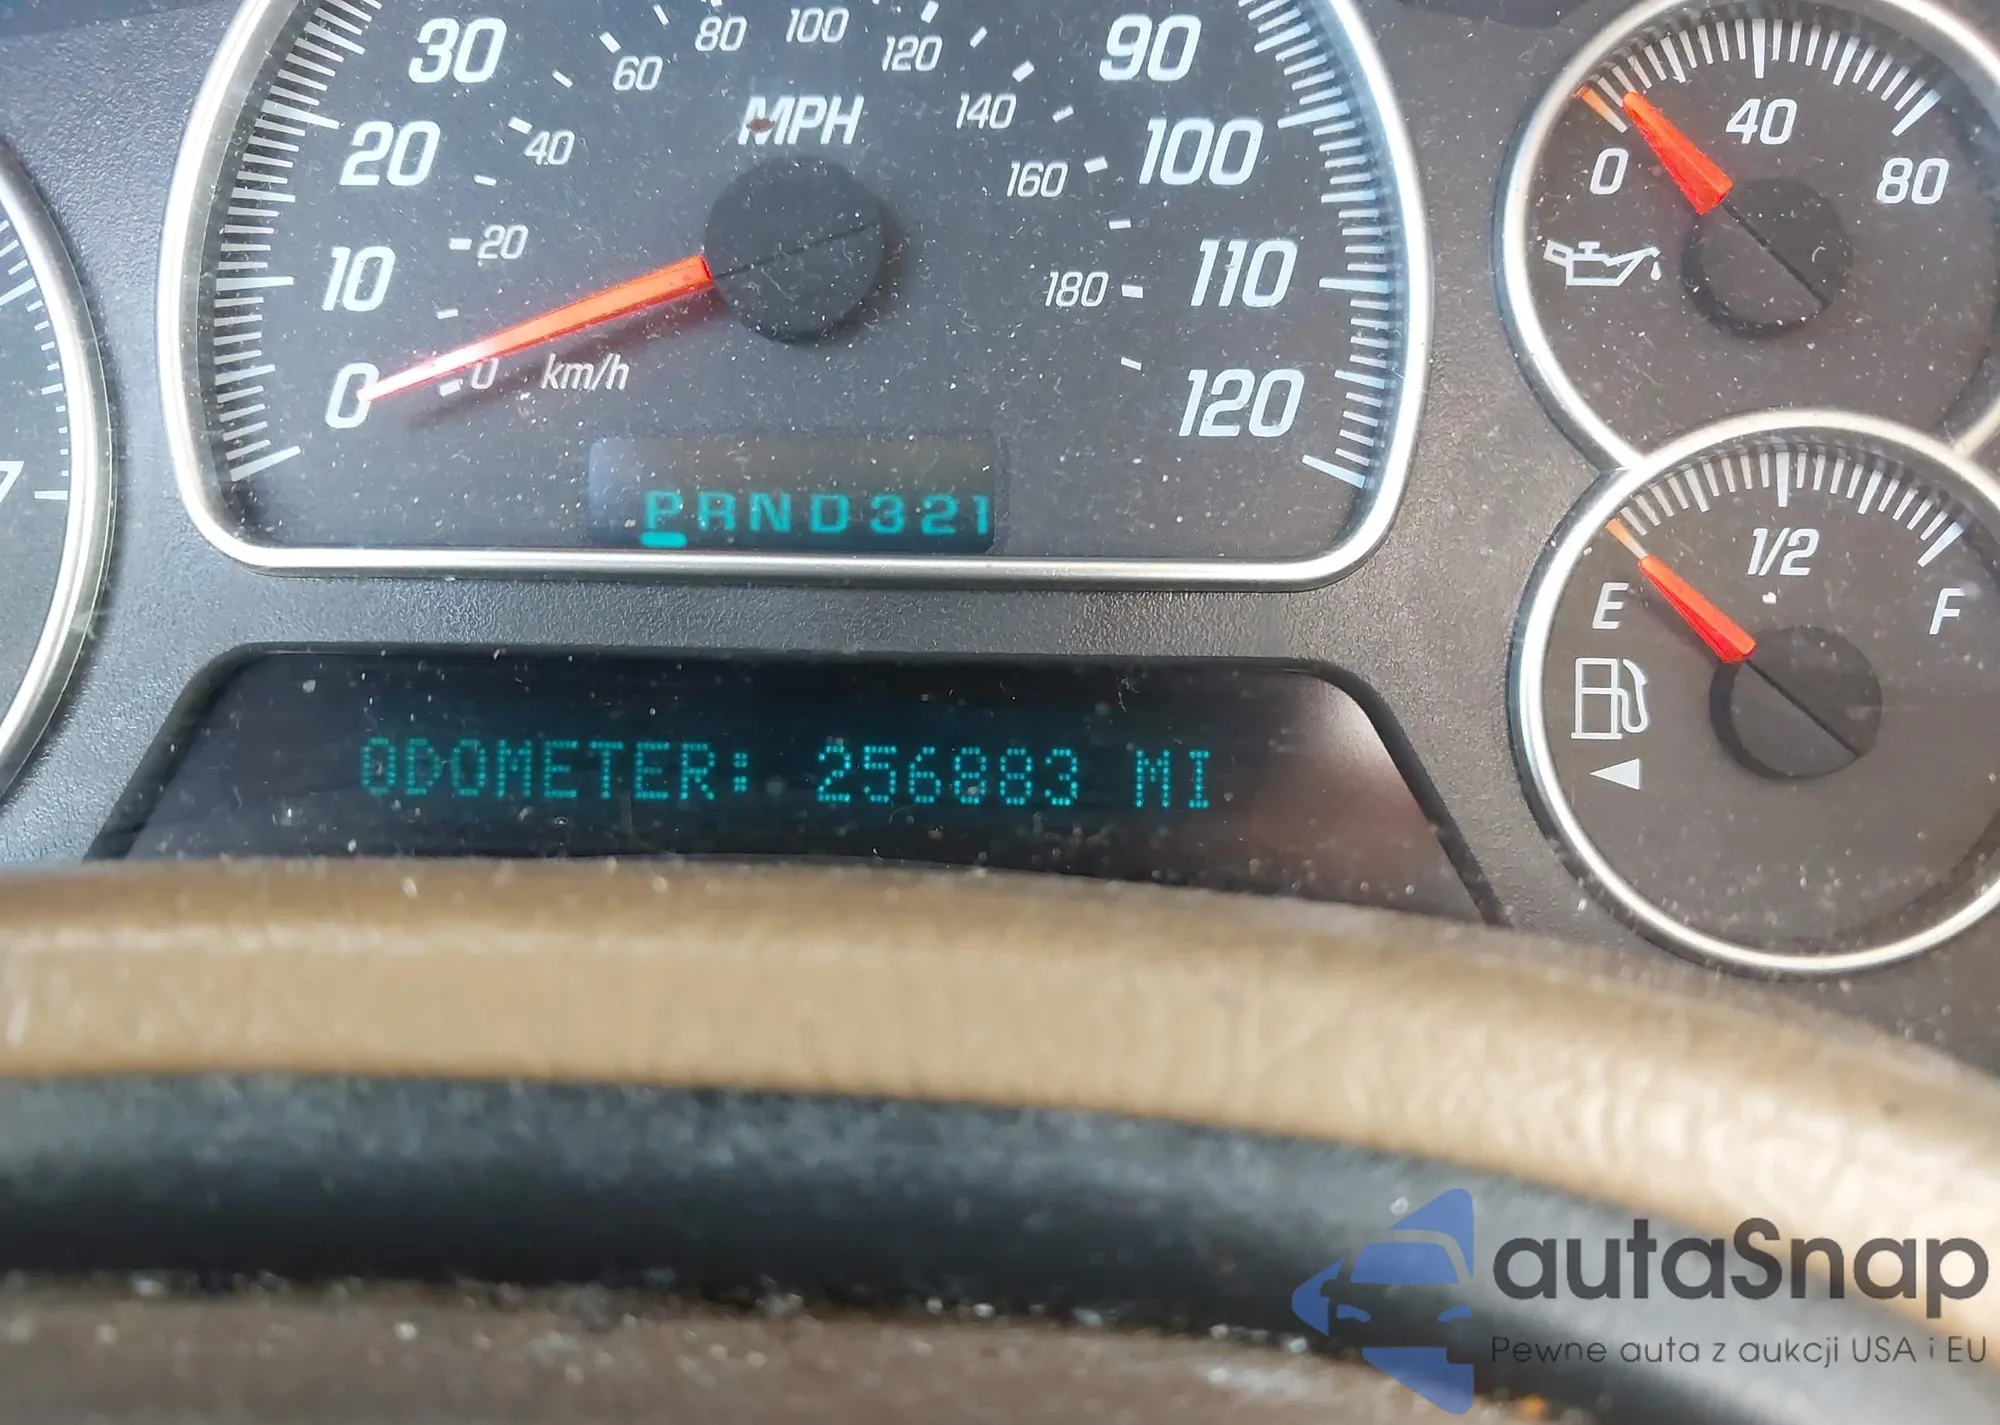 80 100 120
30 60 140 90
20 40 MPH 160 100
10 20 180 110
0 0 km/h 120
PRND321
0 40 80
E 1/2 F
7
ODOMETER: 256883 MI
autaSnap
Pewne auta z aukcji USA i EU